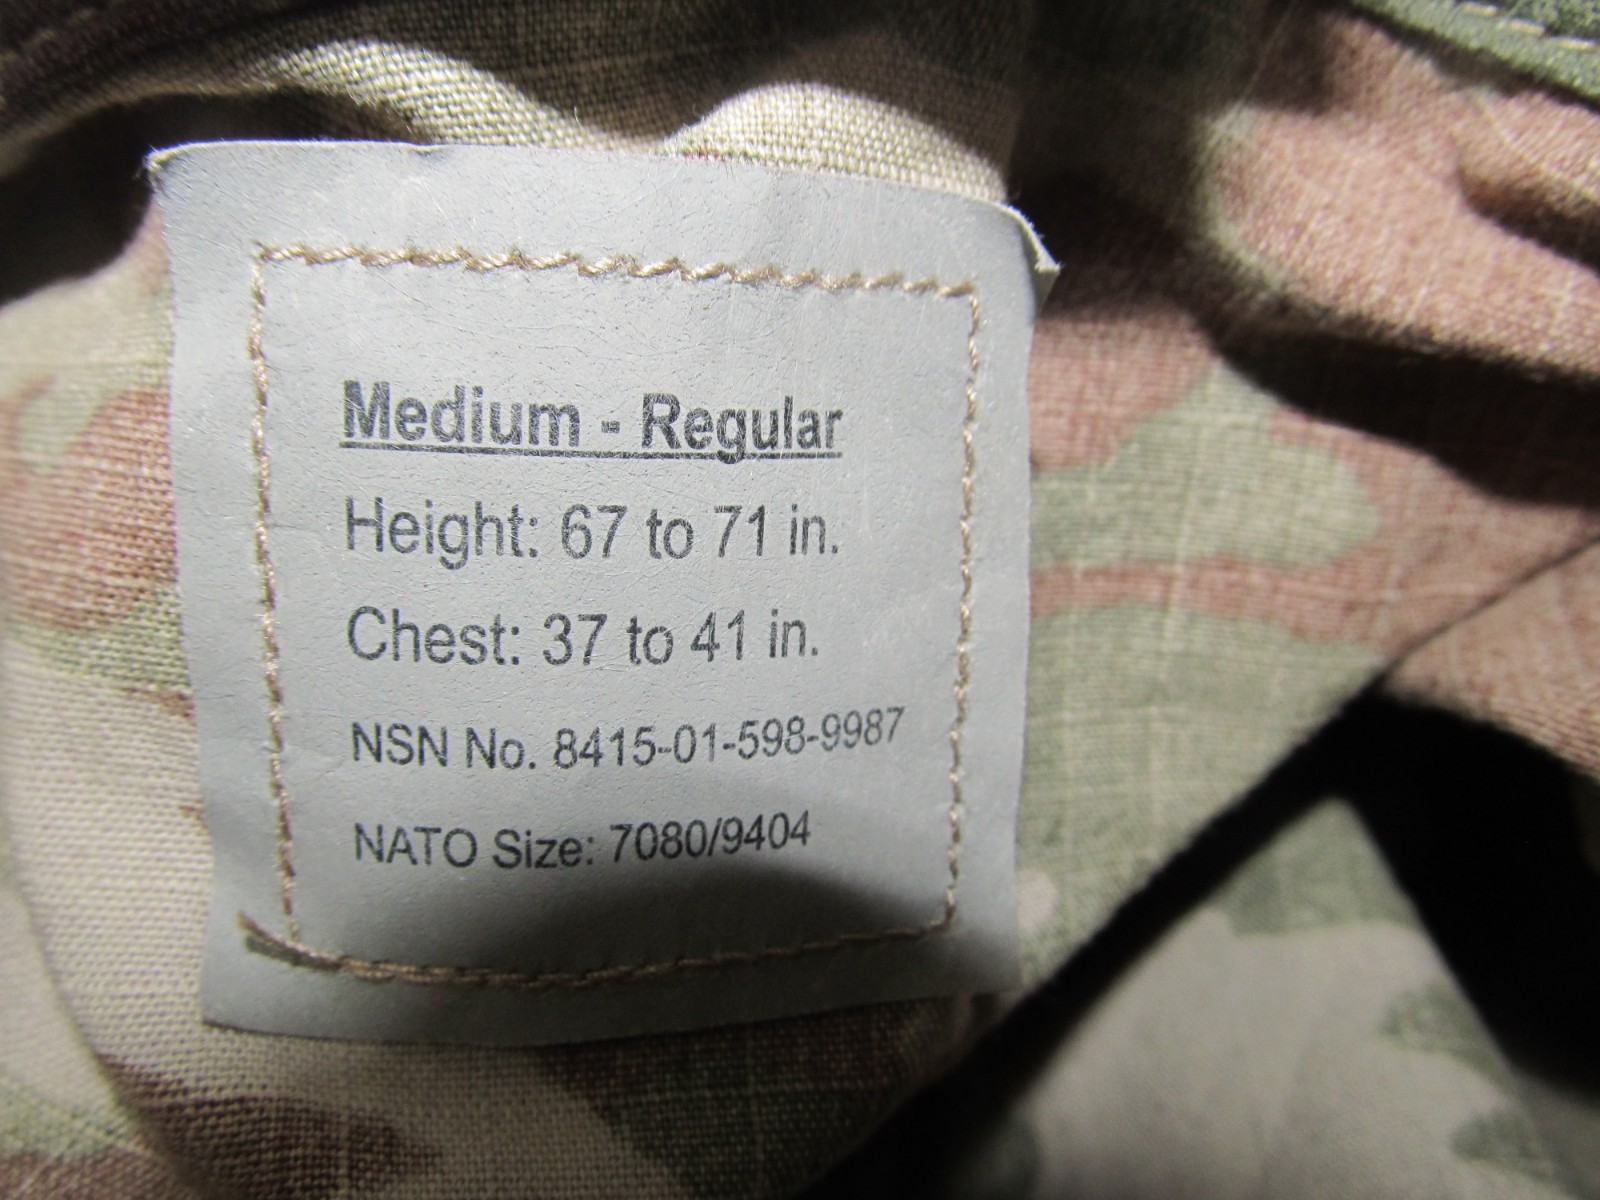 Medium - Regular
Height: 67 to 71 in.
Chest: 37 to 41 in.
NSN No. 8415-01-598-9987
NATO Size: 7080/9404